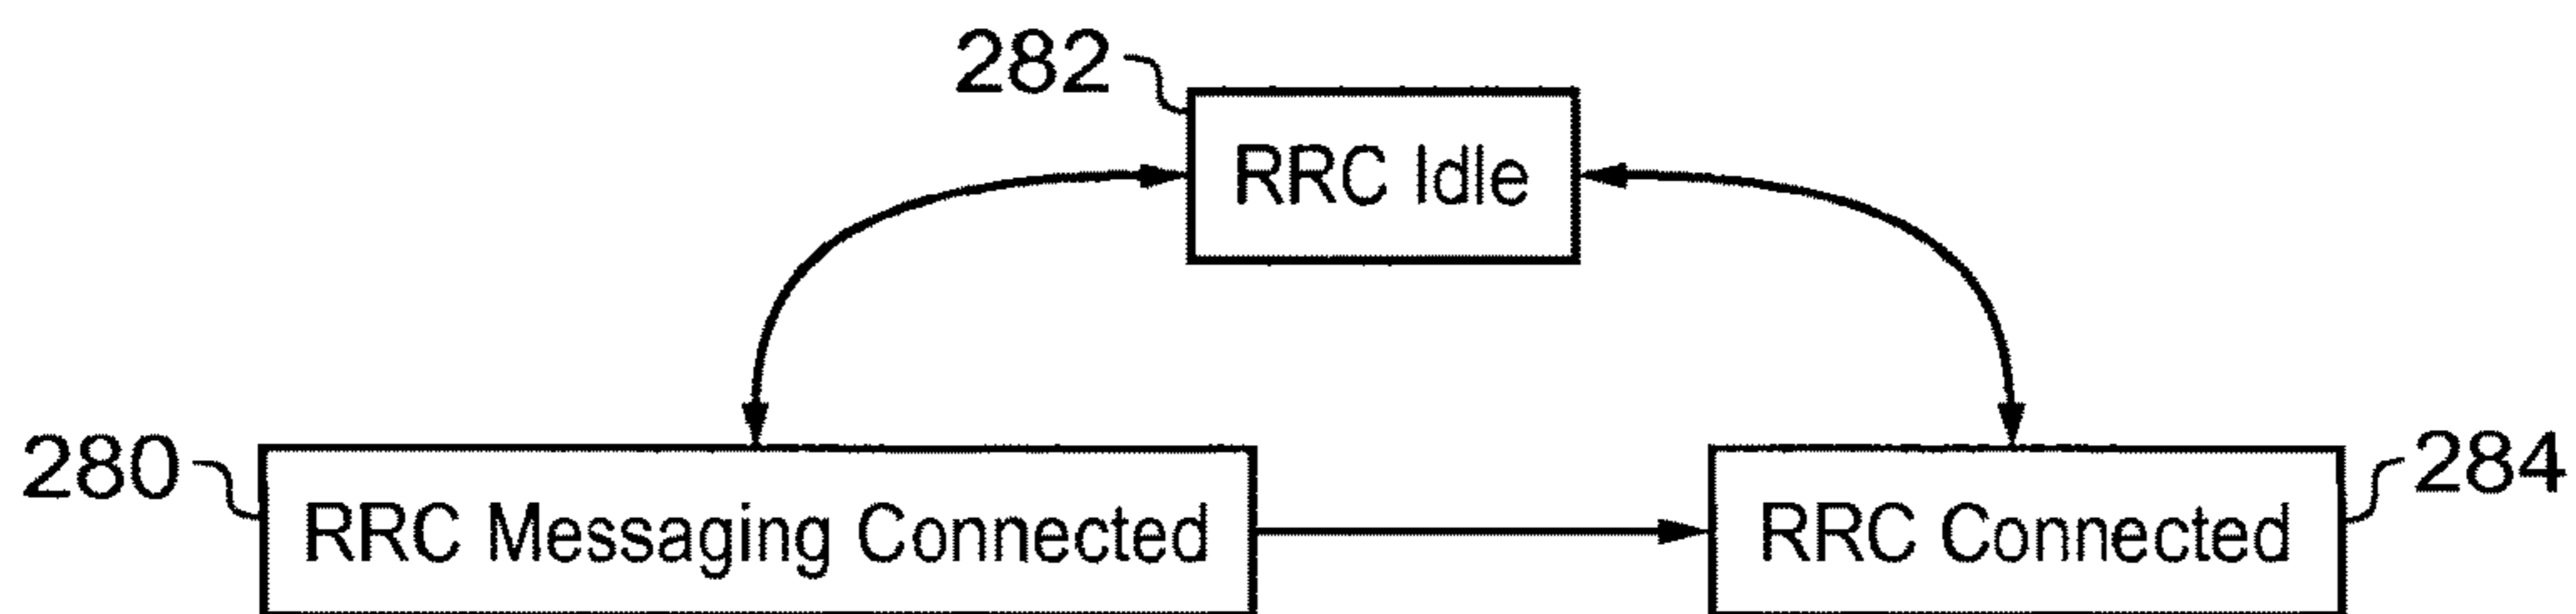 282
RRC Idle
280
RRC Messaging Connected
RRC Connected
284